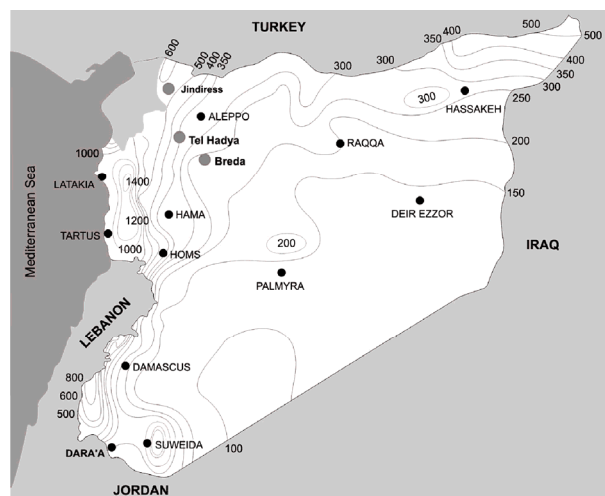 TURKEY
600
500
400
350
300
300
350
400
500
500
400
350
300
250
200
150
Jindiress
ALEPPO
300
HASSAKEH
Tel Hadya
RAQQA
Breda
1000
LATAKIA
1400
1200
HAMA
DEIR EZZOR
TARTUS
1000
HOMS
200
IRAQ
PALMYRA
Mediterranean Sea
LEBANON
DAMASCUS
800
600
500
DARA'A
SUWEIDA
100
JORDAN